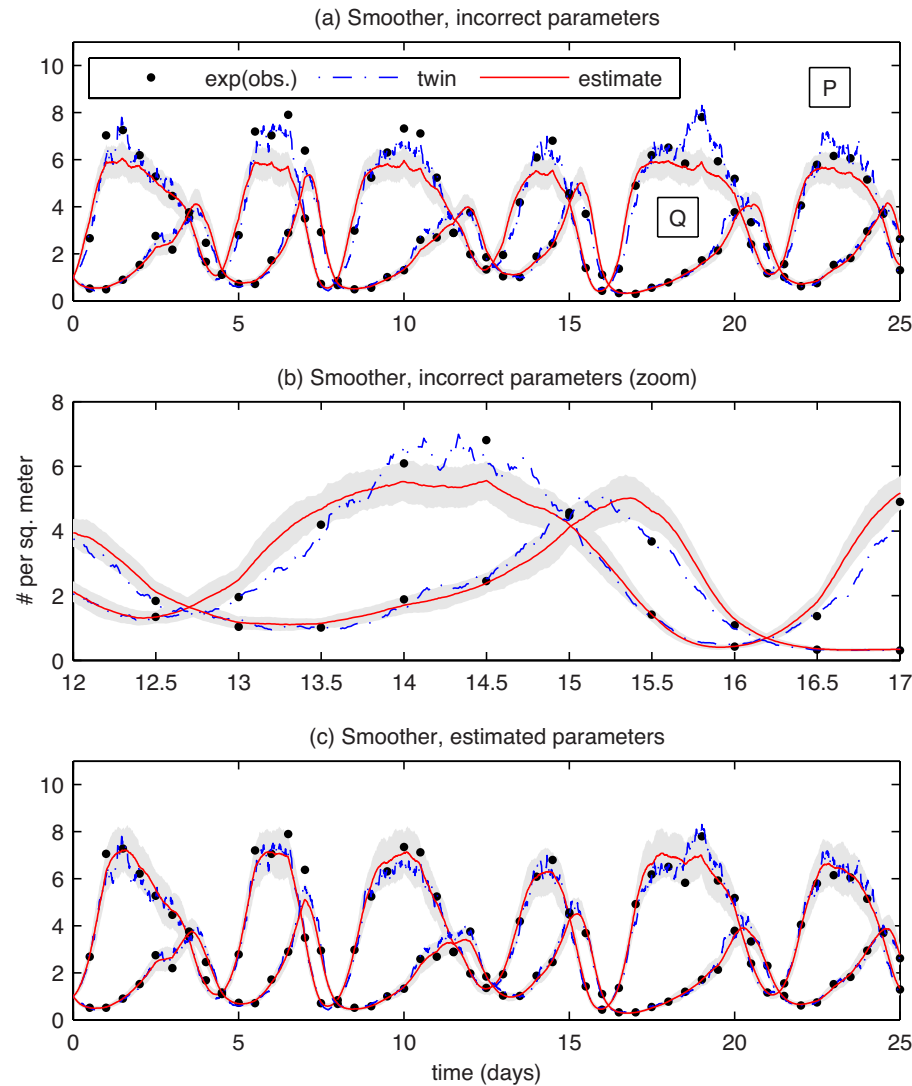 (a) Smoother, incorrect parameters
10
8
6
4
2
0
exp(obs.) twin estimate
P
Q
0 5 10 15 20 25
(b) Smoother, incorrect parameters (zoom)
# per sq. meter
8
6
4
2
0
12 12.5 13 13.5 14 14.5 15 15.5 16 16.5 17
(c) Smoother, estimated parameters
10
8
6
4
2
0
0 5 10 15 20 25
time (days)